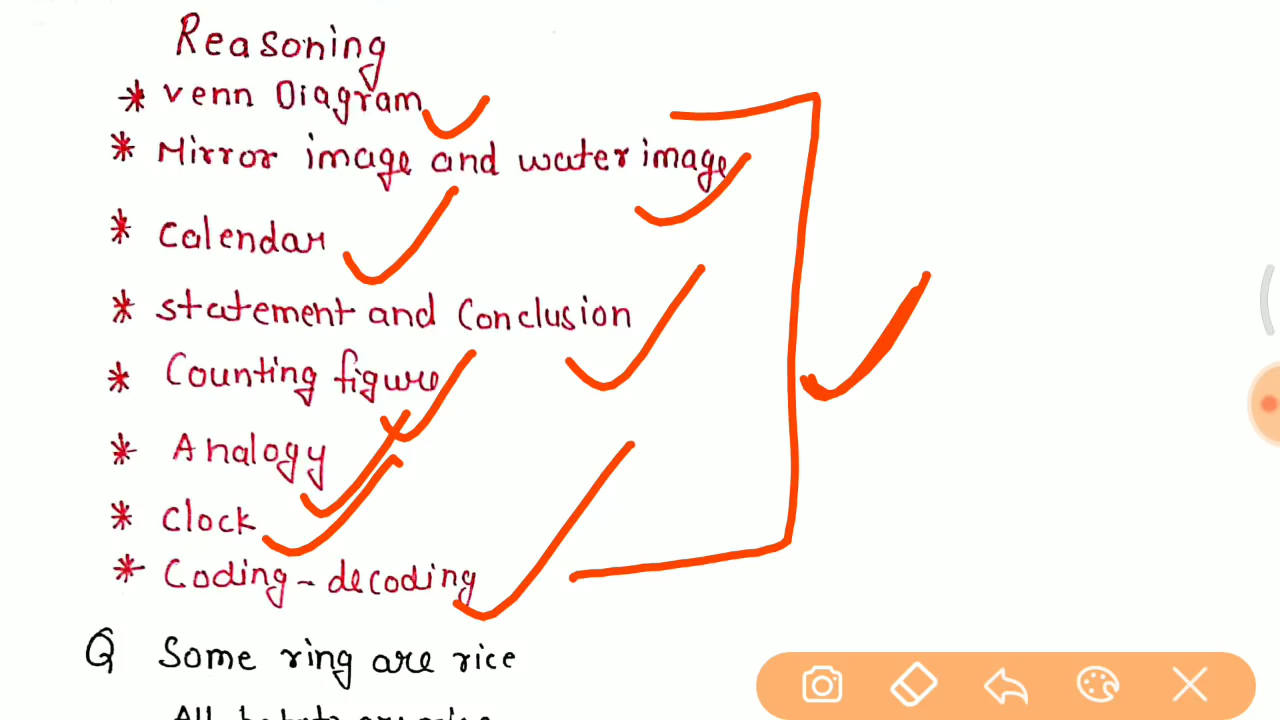 Reasoning
* Venn Diagram
* Mirror image and water image
* Calendar
* Statement and Conclusion
* Counting figure
* Analogy
* Clock
* Coding-decoding
Q Some ring are rice
All